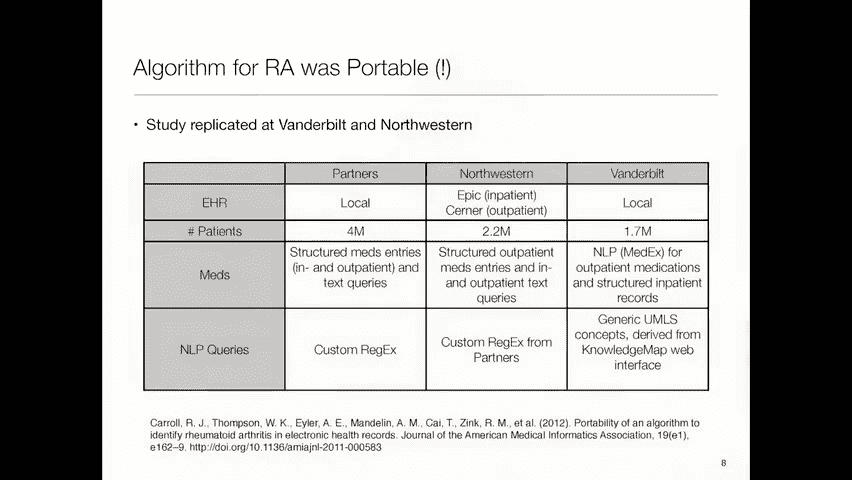 Algorithm for RA was Portable (!)
• Study replicated at Vanderbilt and Northwestern
Partners Northwestern Vanderbilt
EHR Local Epic (inpatient) Cerner (outpatient) Local
# Patients 4M 2.2M 1.7M
Meds
Structured meds entries
(in- and outpatient) and
text queries
Structured outpatient
meds entries and in-
and outpatient text
queries
NLP (MedEx) for
outpatient medications
and structured inpatient
records
NLP Queries
Custom RegEx
Custom RegEx from
Partners
Generic UMLS
concepts, derived from
KnowledgeMap web
interface
Carroll, R. J., Thompson, W. K., Eyler, A. E., Mandelin, A. M., Cai, T., Zink, R. M., et al. (2012). Portability of an algorithm to
identify rheumatoid arthritis in electronic health records. Journal of the American Medical Informatics Association, 19(e1),
e162–9. http://doi.org/10.1136/amiajnl-2011-000583
8